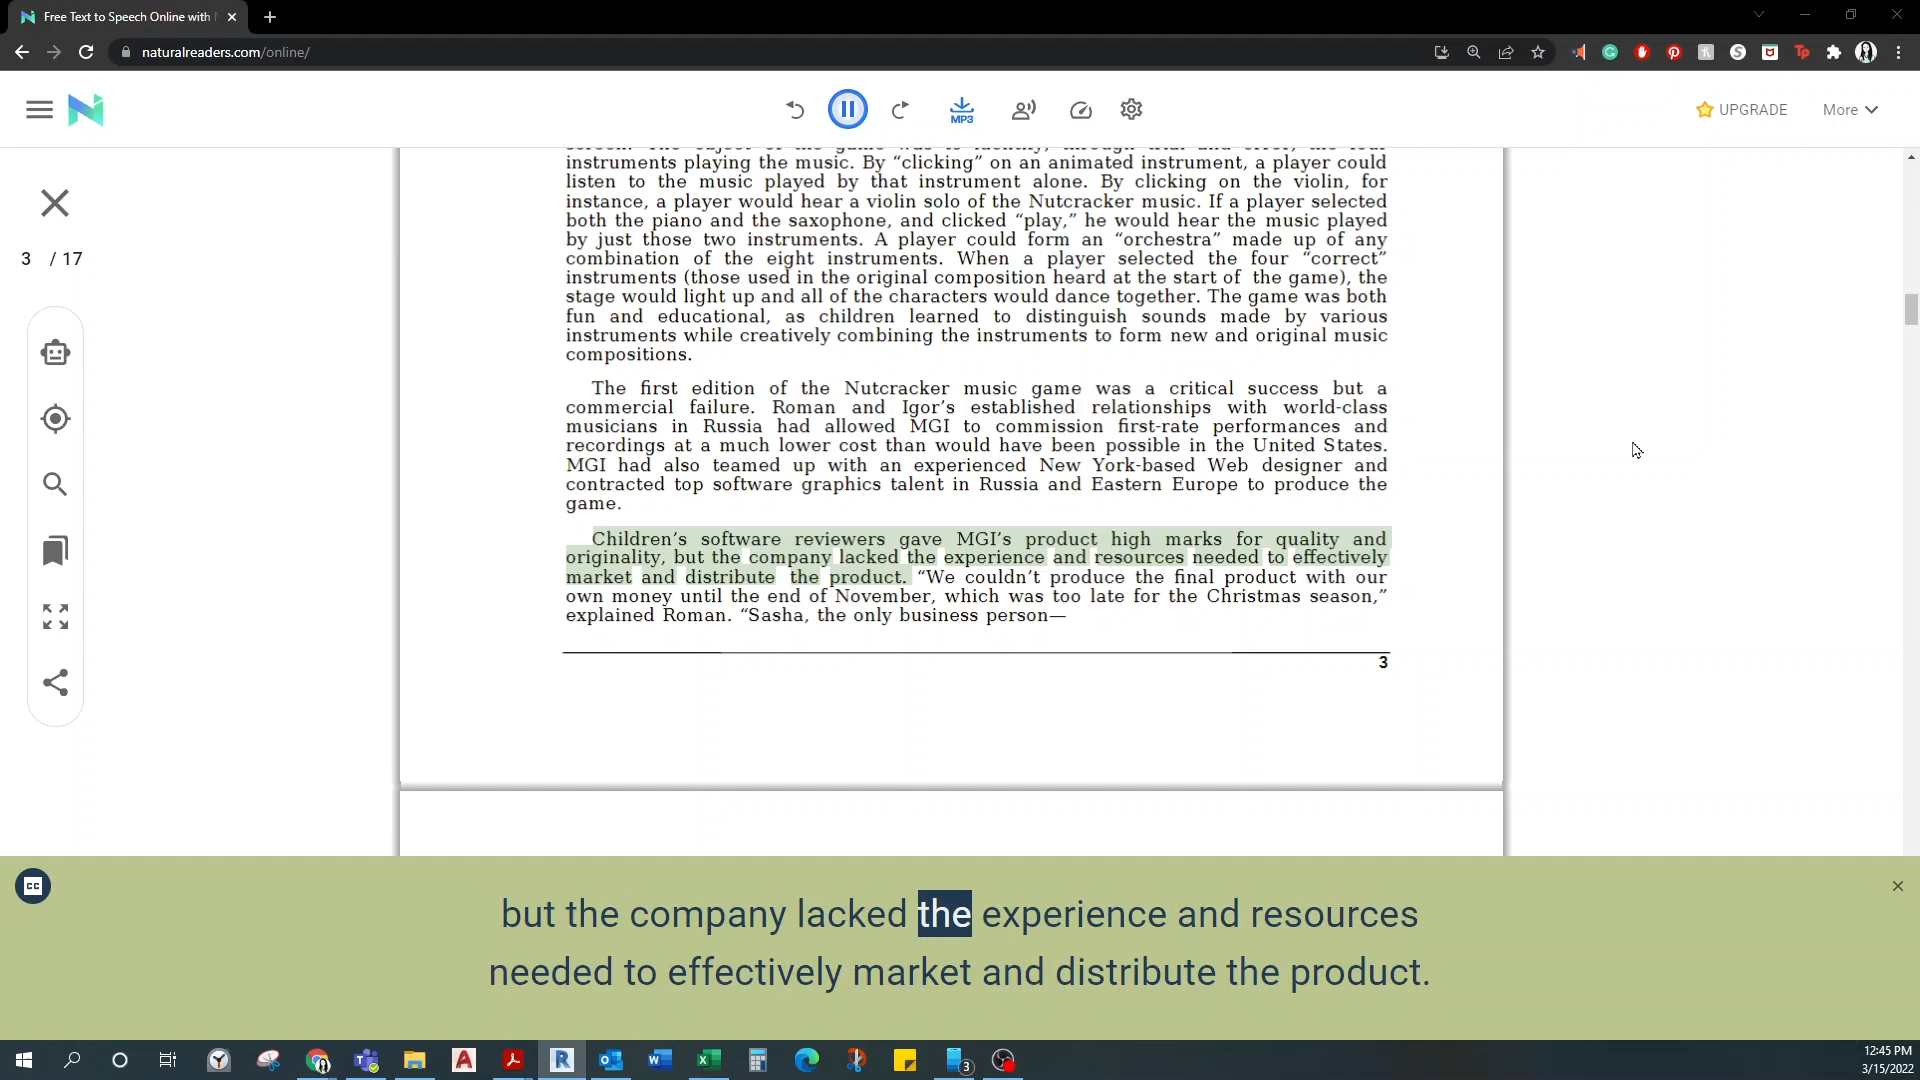 Free Text to Speech Online with
naturalreaders.com/online/
MP3
UPGRADE
More
3 / 17
instruments playing the music. By “clicking” on an animated instrument, a player could
listen to the music played by that instrument alone. By clicking on the violin, for
instance, a player would hear a violin solo of the Nutcracker music. If a player selected
both the piano and the saxophone, and clicked “play,” he would hear the music played
by just those two instruments. A player could form an “orchestra” made up of any
combination of the eight instruments. When a player selected the four “correct”
instruments (those used in the original composition heard at the start of the game), the
stage would light up and all of the characters would dance together. The game was both
fun and educational, as children learned to distinguish sounds made by various
instruments while creatively combining the instruments to form new and original music
compositions.
The first edition of the Nutcracker music game was a critical success but a
commercial failure. Roman and Igor’s established relationships with world-class
musicians in Russia had allowed MGI to commission first-rate performances and
recordings at a much lower cost than would have been possible in the United States.
MGI had also teamed up with an experienced New York-based Web designer and
contracted top software graphics talent in Russia and Eastern Europe to produce the
game.
Children’s software reviewers gave MGI’s product high marks for quality and
originality, but the company lacked the experience and resources needed to effectively
market and distribute the product. “We couldn’t produce the final product with our
own money until the end of November, which was too late for the Christmas season,”
explained Roman. “Sasha, the only business person—
3
CC
but the company lacked the experience and resources
needed to effectively market and distribute the product.
12:45 PM
3/15/2022